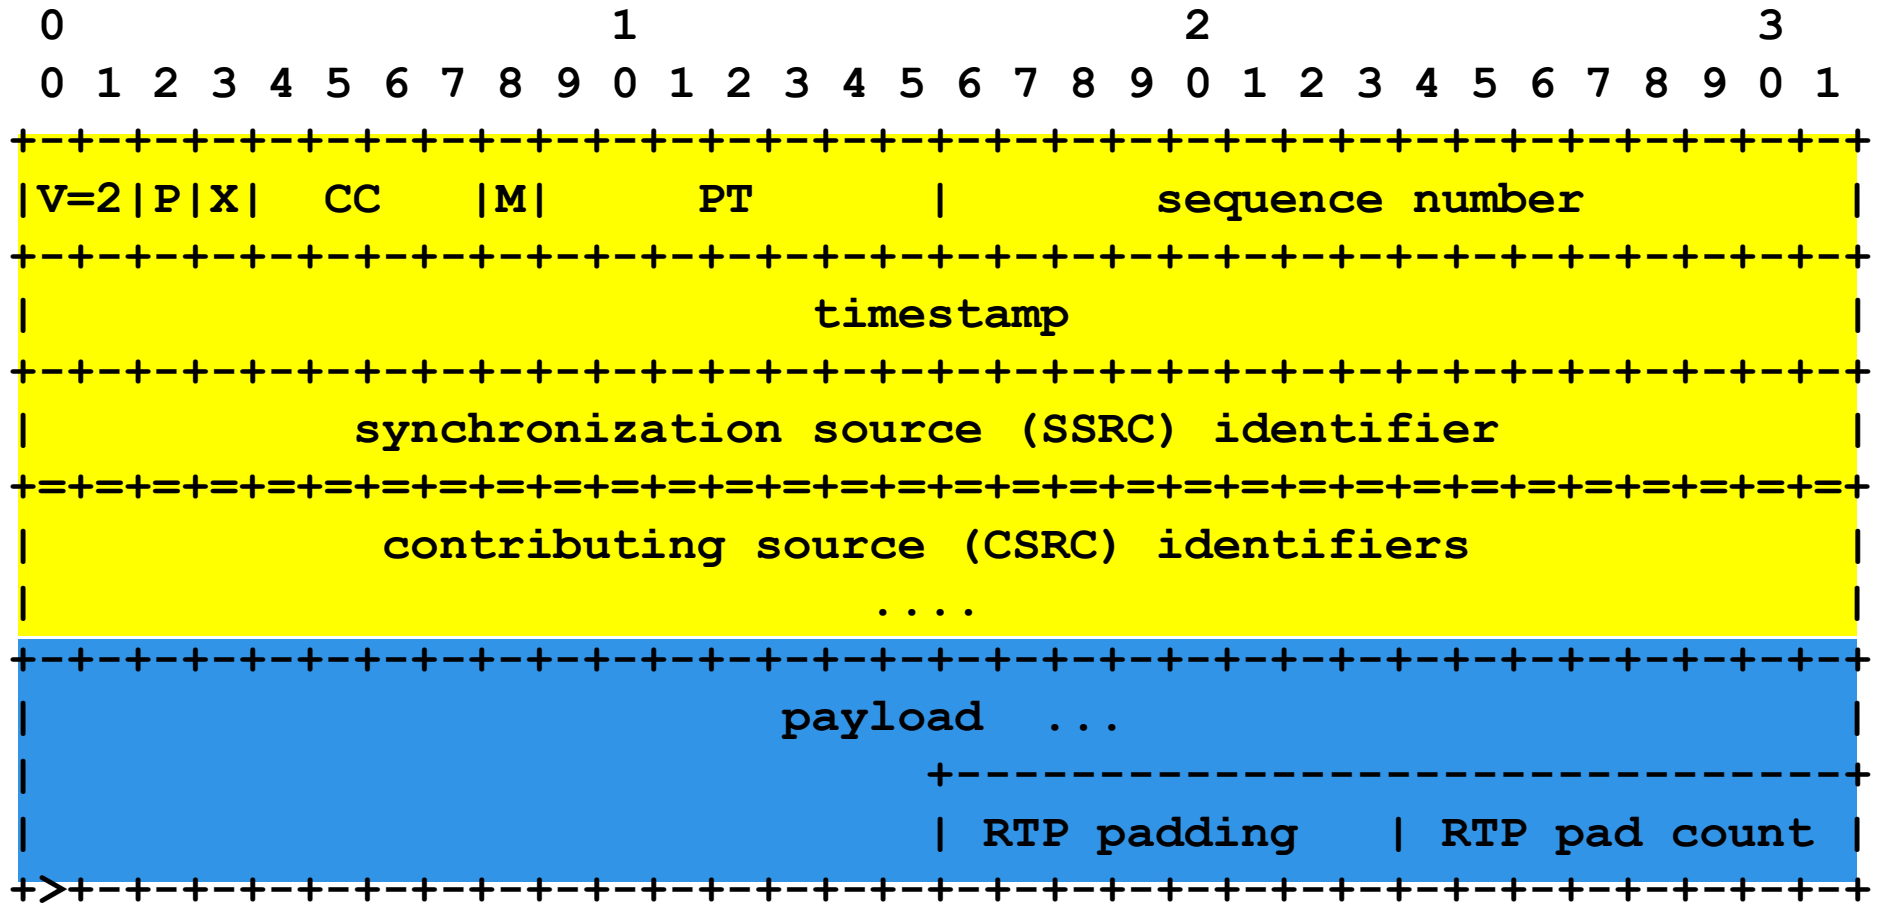 0                   1                   2                   3
 0 1 2 3 4 5 6 7 8 9 0 1 2 3 4 5 6 7 8 9 0 1 2 3 4 5 6 7 8 9 0 1
+-+-+-+-+-+-+-+-+-+-+-+-+-+-+-+-+-+-+-+-+-+-+-+-+-+-+-+-+-+-+-+-+
|V=2|P|X|  CC   |M|     PT      |       sequence number         |
+-+-+-+-+-+-+-+-+-+-+-+-+-+-+-+-+-+-+-+-+-+-+-+-+-+-+-+-+-+-+-+-+
|                           timestamp                           |
+-+-+-+-+-+-+-+-+-+-+-+-+-+-+-+-+-+-+-+-+-+-+-+-+-+-+-+-+-+-+-+-+
|           synchronization source (SSRC) identifier            |
+=+=+=+=+=+=+=+=+=+=+=+=+=+=+=+=+=+=+=+=+=+=+=+=+=+=+=+=+=+=+=+=+
|            contributing source (CSRC) identifiers             |
|                             ....                              |
+-+-+-+-+-+-+-+-+-+-+-+-+-+-+-+-+-+-+-+-+-+-+-+-+-+-+-+-+-+-+-+-+
|                          payload  ...                         |
|                               +-------------------------------+
|                               | RTP padding   | RTP pad count |
+>+-+-+-+-+-+-+-+-+-+-+-+-+-+-+-+-+-+-+-+-+-+-+-+-+-+-+-+-+-+-+-+